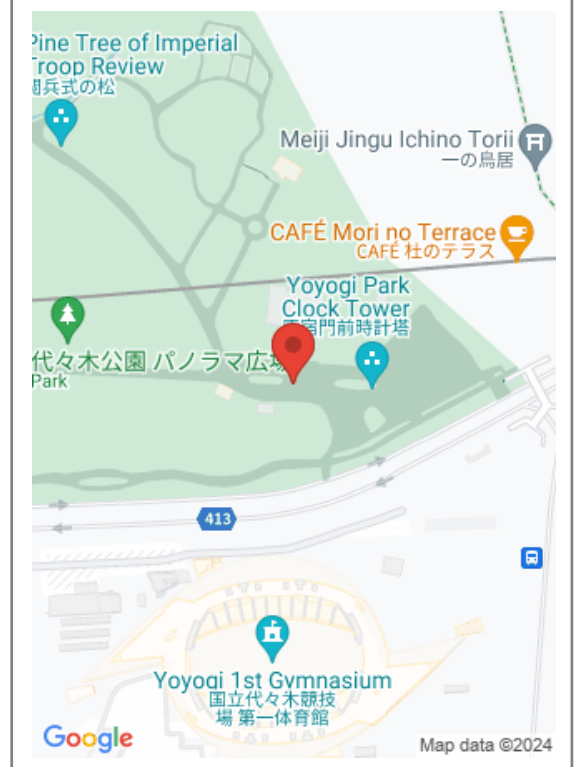 Pine Tree of Imperial
Troop Review
閲兵式の松
Meiji Jingu Ichino Torii
一の鳥居
CAFÉ Mori no Terrace
CAFÉ 杜のテラス
Yoyogi Park
Clock Tower
原宿門前時計塔
代々木公園 パノラマ広場
Park
413
Yoyogi 1st Gymnasium
国立代々木競技
場 第一体育館
Google
Map data ©2024